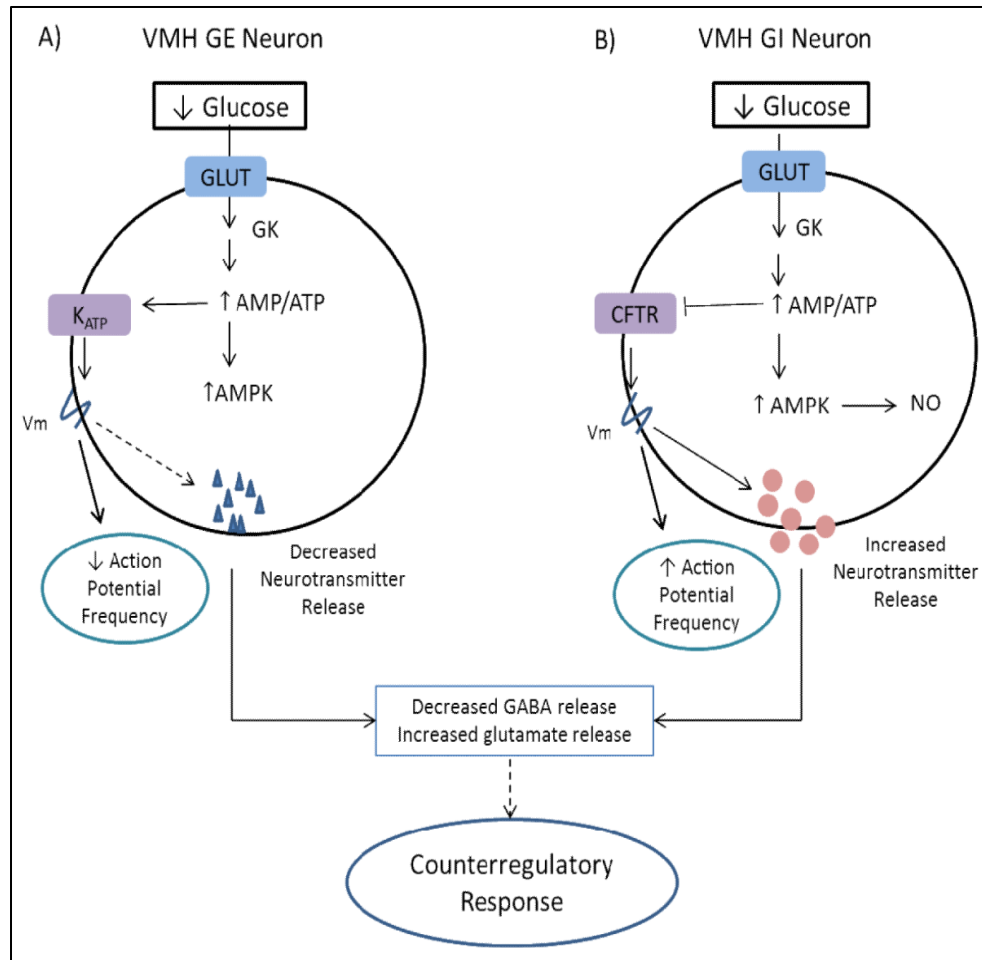 A)
VMH GE Neuron
↓ Glucose
GLUT
GK
↑ AMP/ATP
K_ATP
↑AMPK
Vm
↓ Action
Potential
Frequency
Decreased
Neurotransmitter
Release
B)
VMH GI Neuron
↓ Glucose
GLUT
GK
↑ AMP/ATP
CFTR
↑ AMPK
NO
Vm
↑ Action
Potential
Frequency
Increased
Neurotransmitter
Release
Decreased GABA release
Increased glutamate release
Counterregulatory
Response